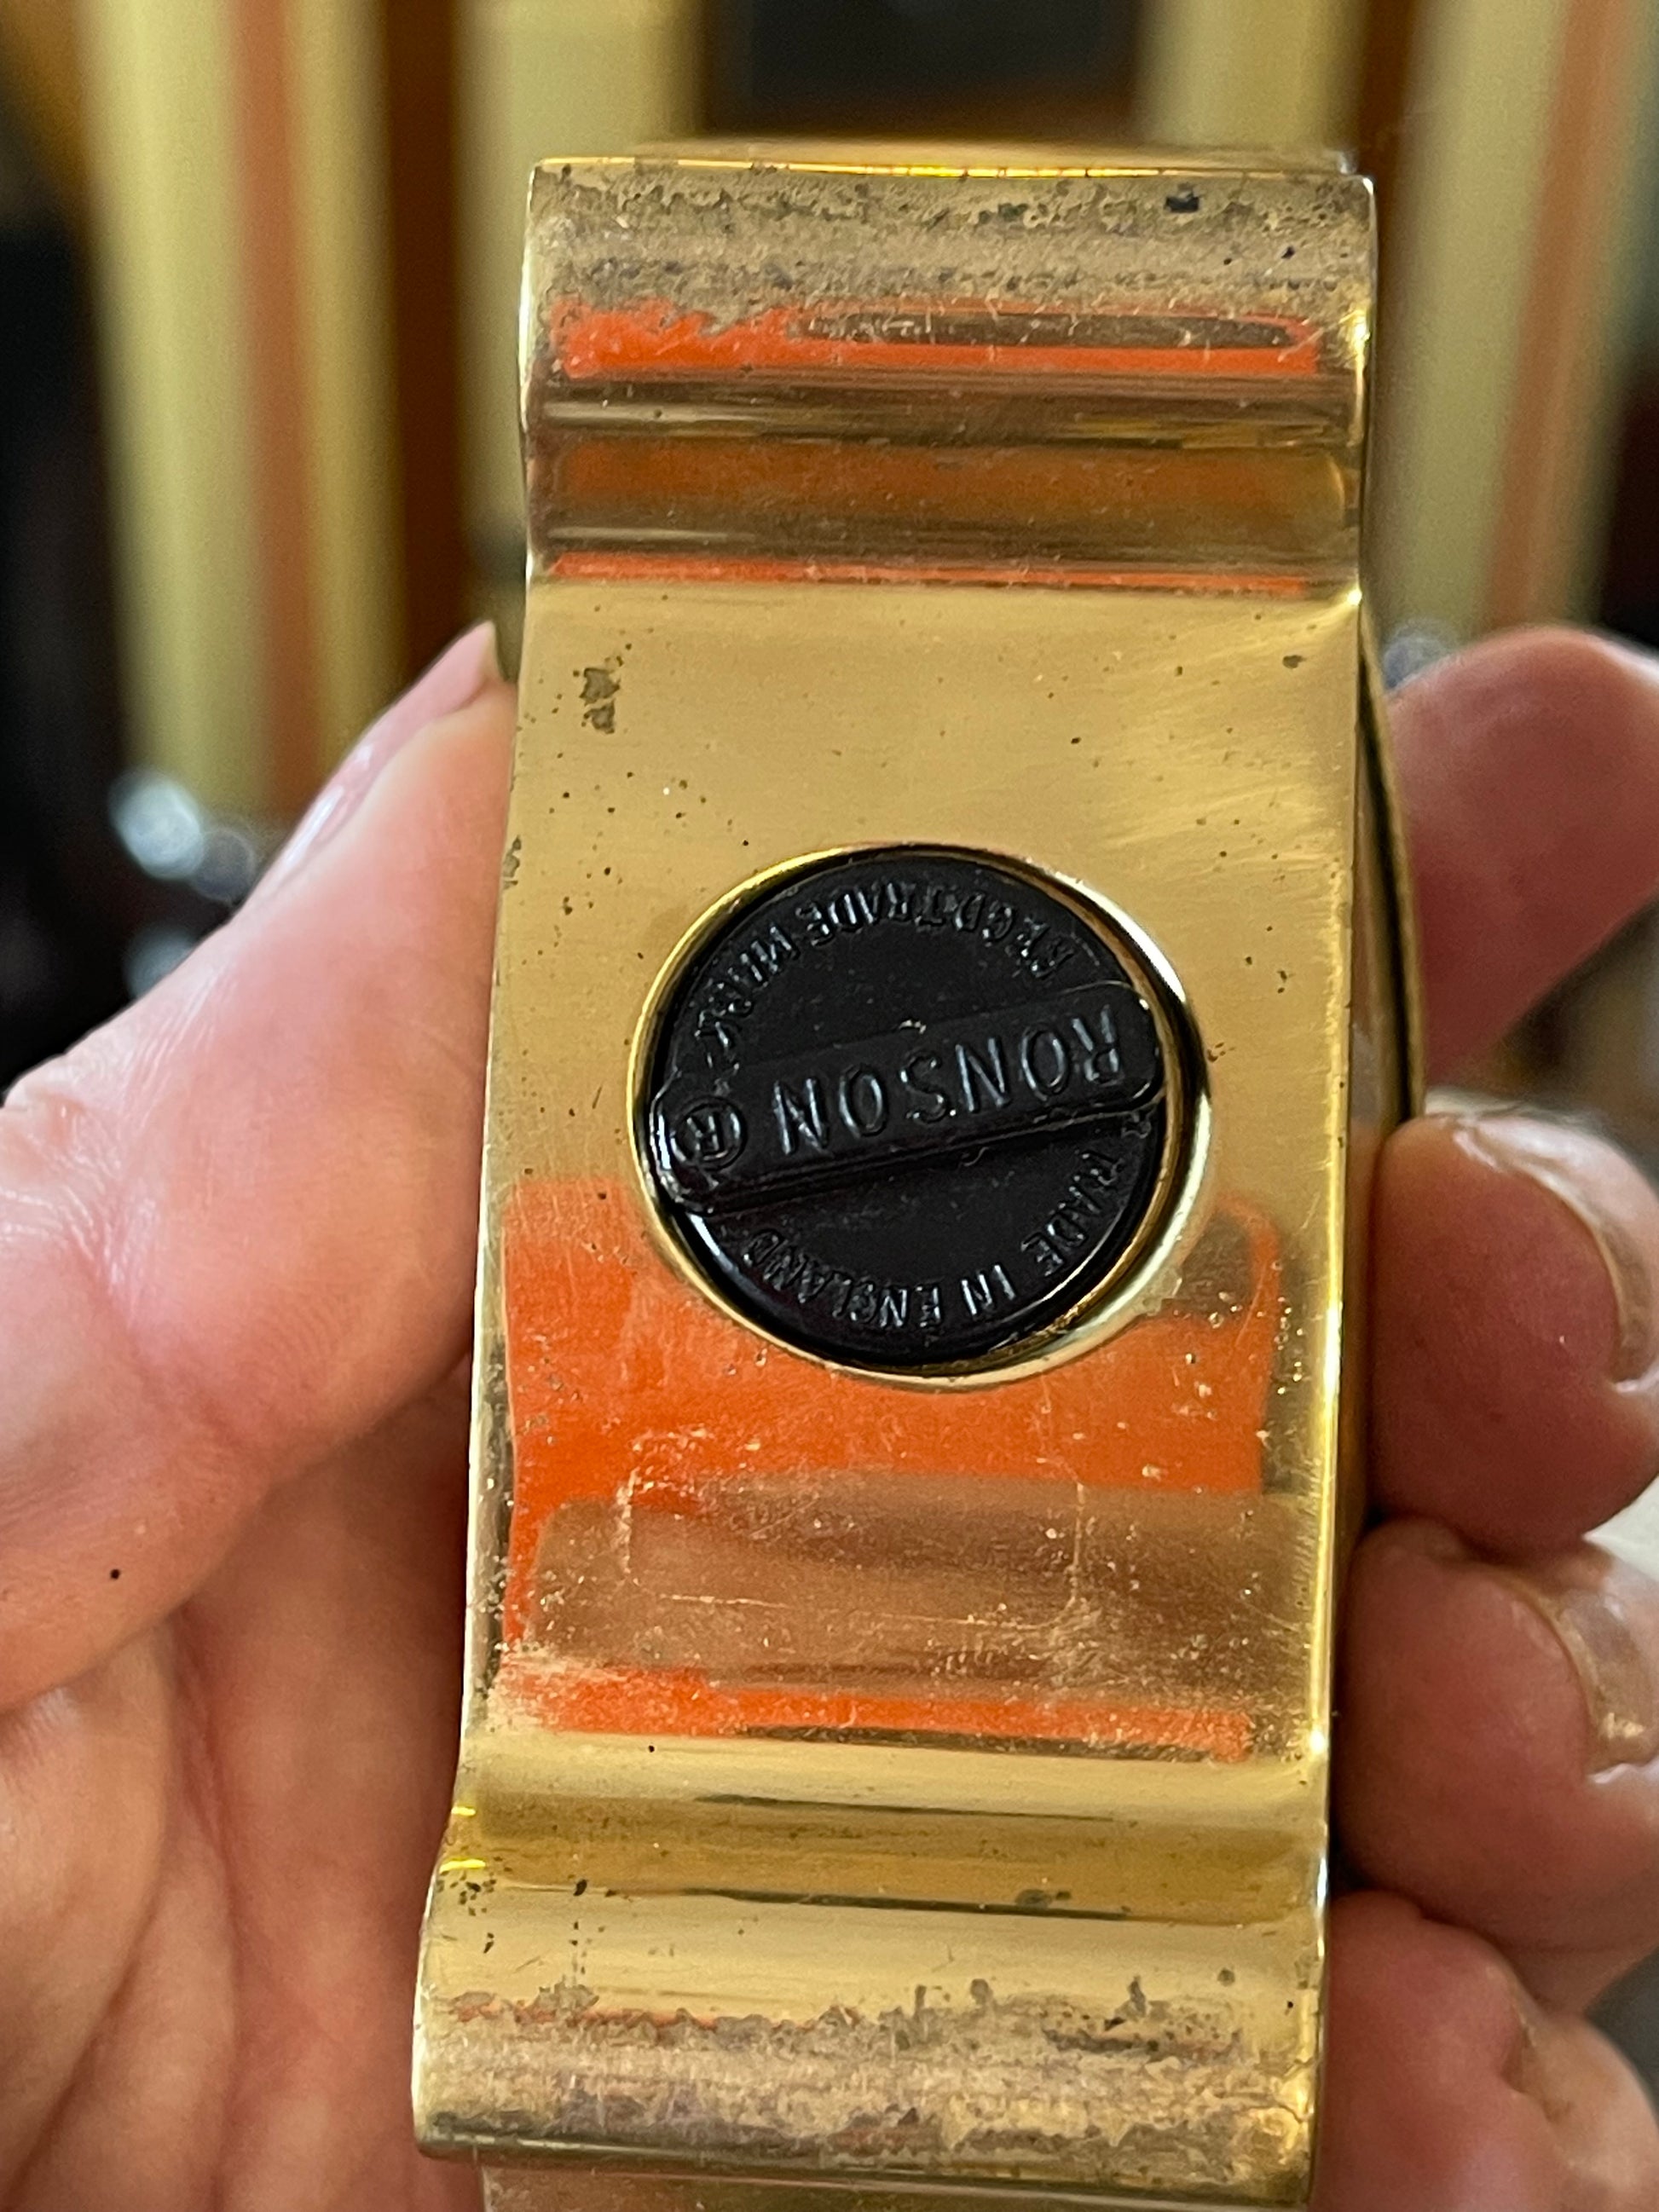 REGD TRADE MARK
RONSON ®
MADE IN ENGLAND